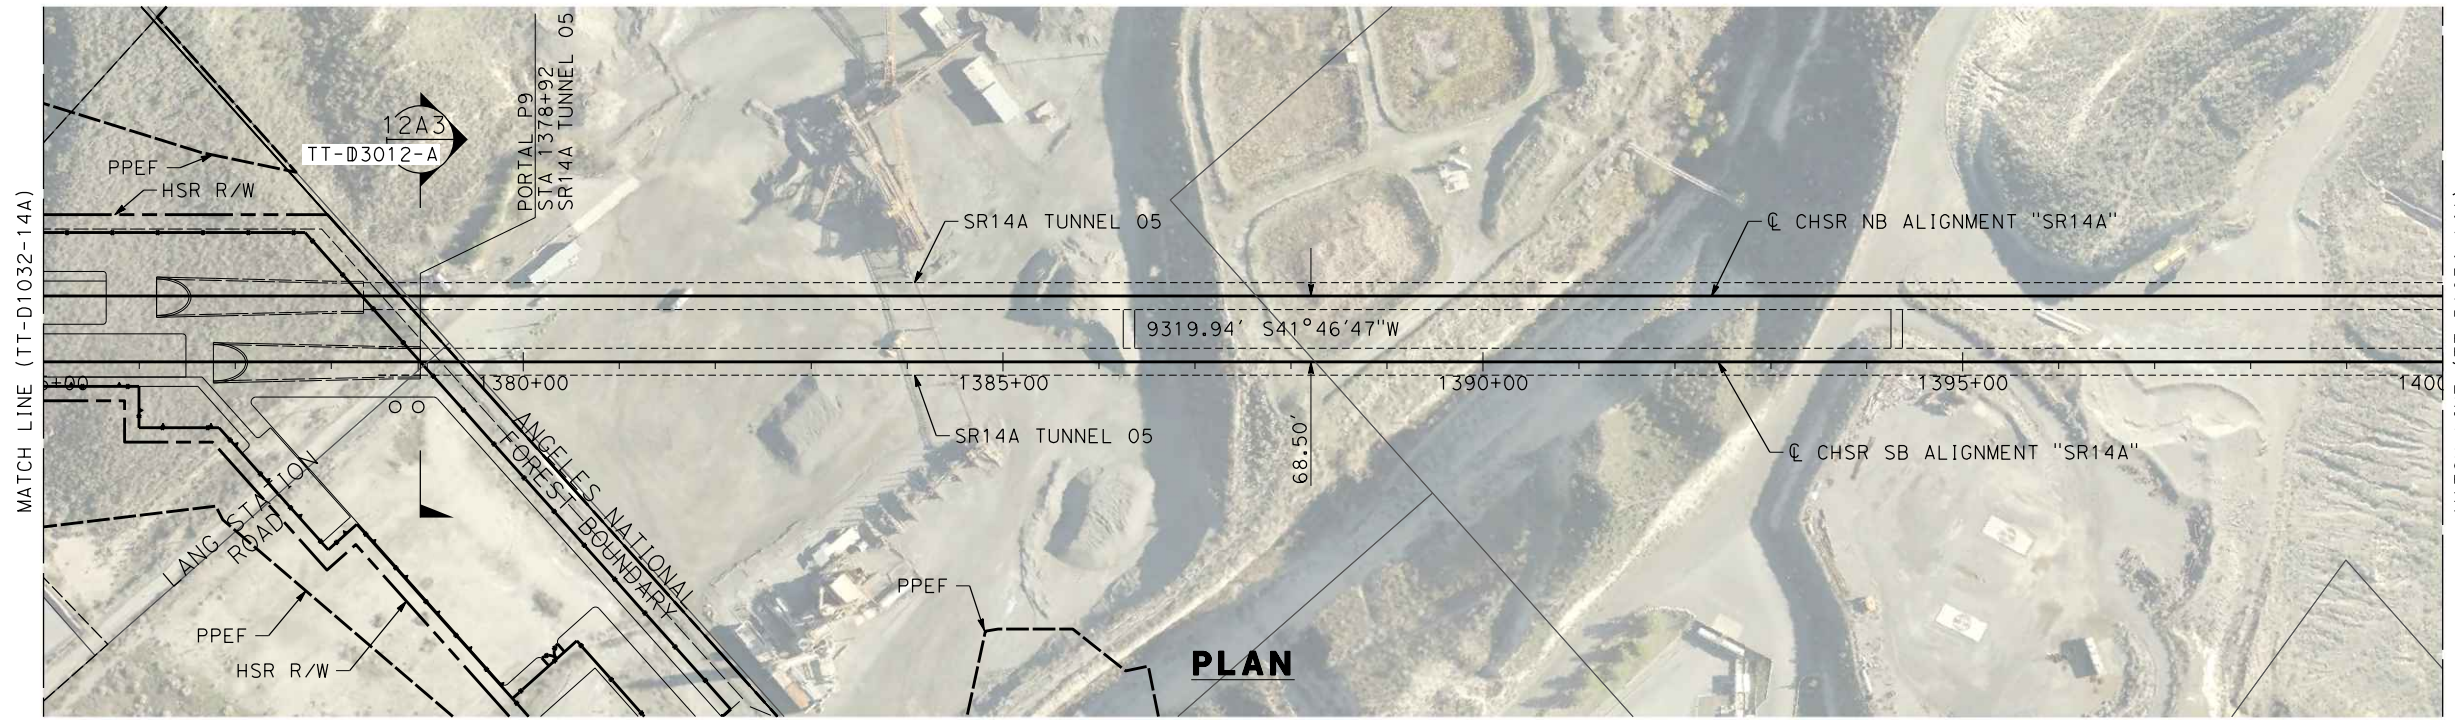 MATCH LINE (TT-D1032-14A)
PPEF
HSR R/W
12A3
TT-D3012-A
PORTAL P9
STA 1378+92
SR14A TUNNEL 05
SR14A TUNNEL 05
℄ CHSR NB ALIGNMENT "SR14A"
9319.94' S41°46'47"W
5+00
1380+00
1385+00
1390+00
1395+00
1400
SR14A TUNNEL 05
68.50'
℄ CHSR SB ALIGNMENT "SR14A"
ANGELES NATIONAL
FOREST BOUNDARY
LANG STATION
ROAD
PPEF
HSR R/W
PPEF
PLAN